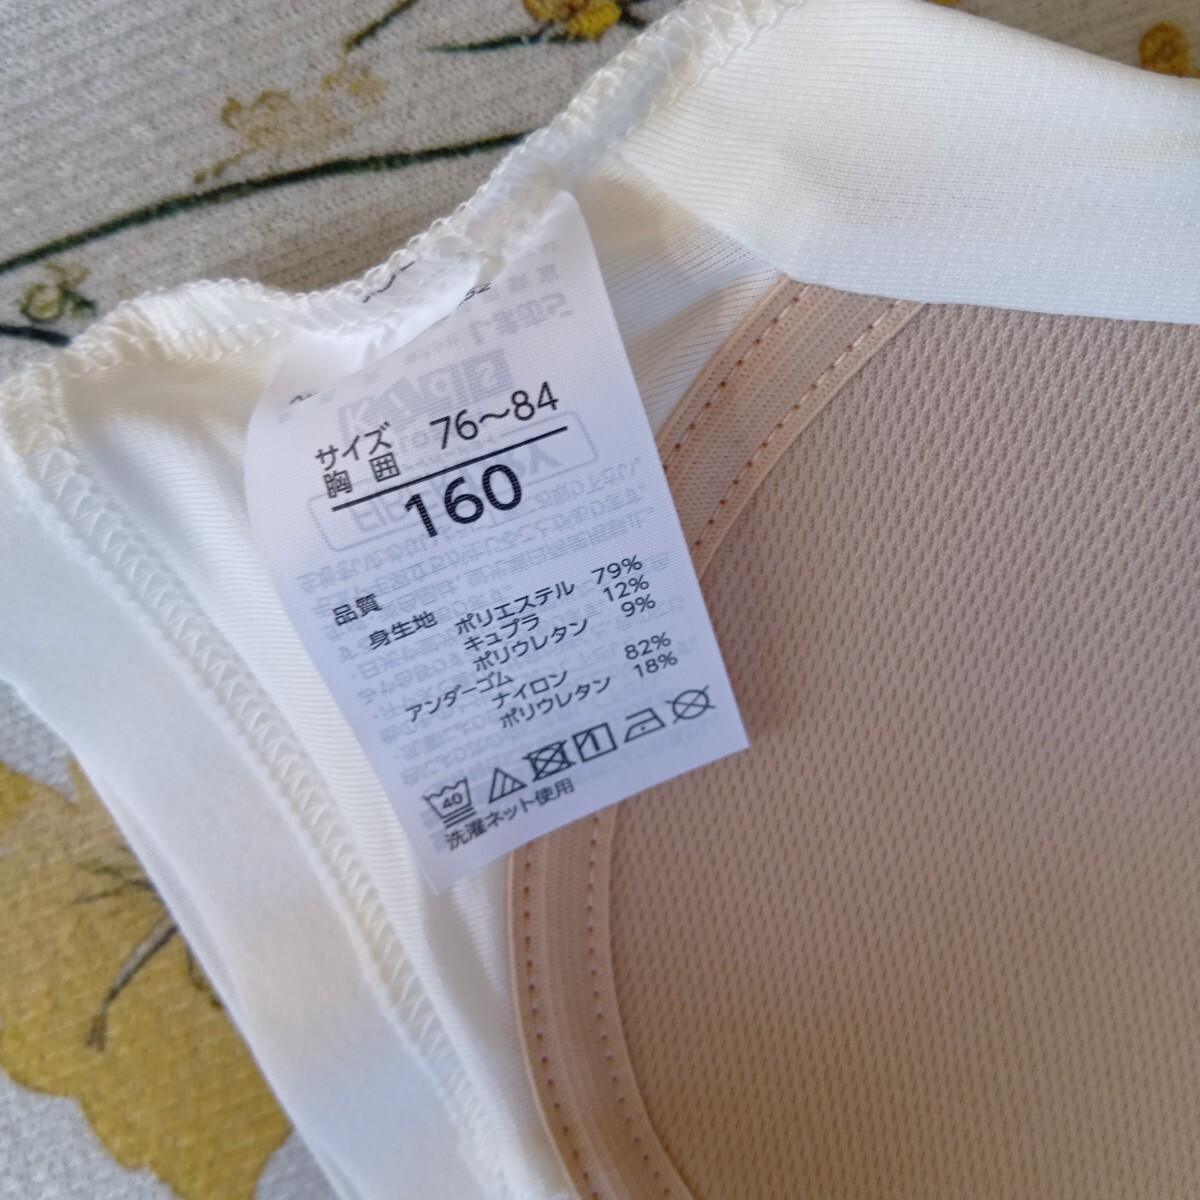 サイズ
胸囲 76～84
160
品質
身生地 ポリエステル 79%
キュプラ 12%
ポリウレタン 9%
アンダーゴム
ナイロン 82%
ポリウレタン 18%
40
洗濯ネット使用